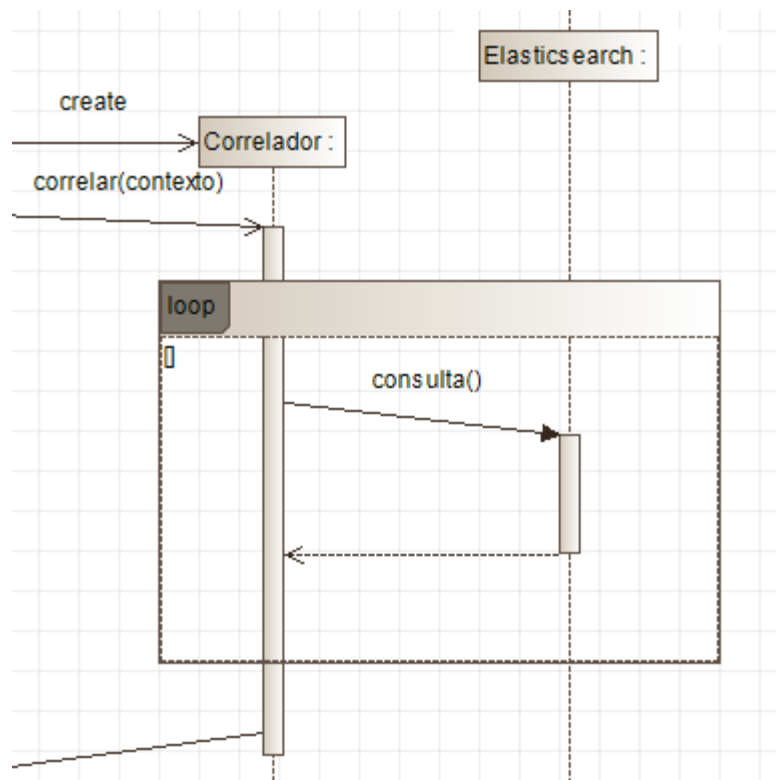 Elasticsearch :
create
Correlador :
correlar(contexto)
loop
[]
consulta()